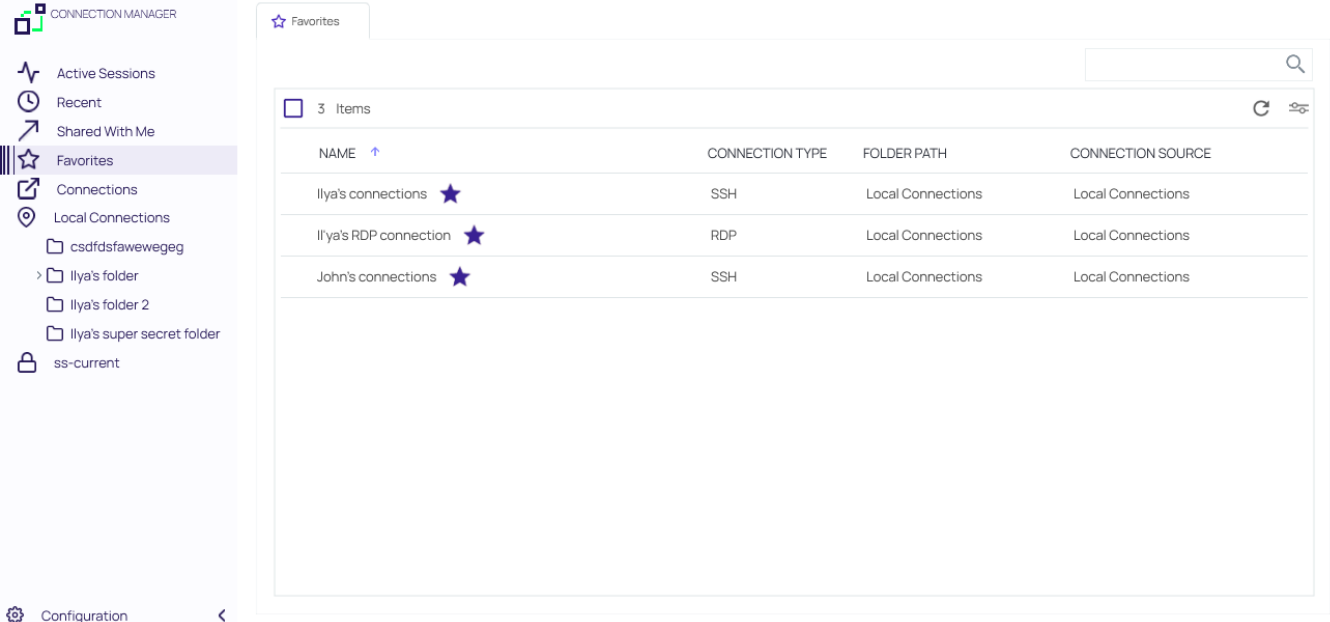 CONNECTION MANAGER
Active Sessions
Recent
Shared With Me
Favorites
Connections
Local Connections
csdfdsfawewegeg
Ilya's folder
Ilya's folder 2
Ilya's super secret folder
ss-current
Configuration
Favorites
3 Items
NAME CONNECTION TYPE FOLDER PATH CONNECTION SOURCE
Ilya's connections SSH Local Connections Local Connections
Il'ya's RDP connection RDP Local Connections Local Connections
John's connections SSH Local Connections Local Connections